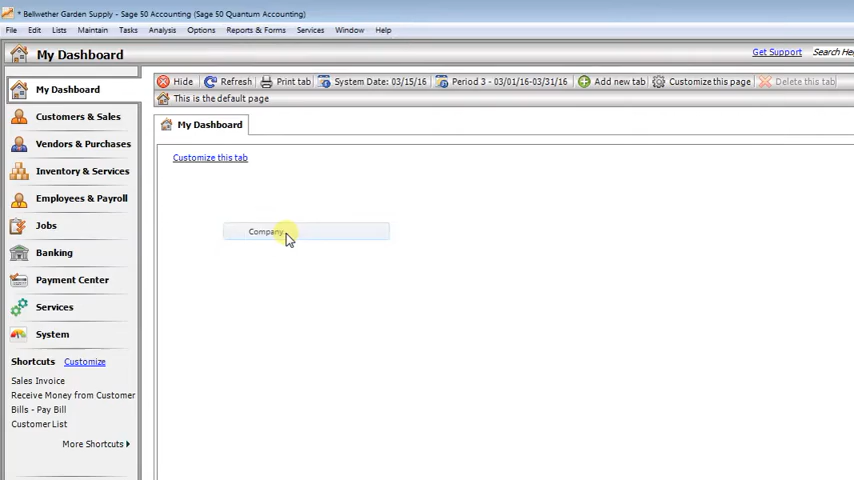 * Bellwether Garden Supply - Sage 50 Accounting (Sage 50 Quantum Accounting)
File Edit Lists Maintain Tasks Analysis Options Reports & Forms Services Window Help
My Dashboard
Get Support Search Hel
Hide Refresh Print tab System Date: 03/15/16 Period 3 - 03/01/16-03/31/16 Add new tab Customize this page Delete this tab
This is the default page
My Dashboard
Customize this tab
Company
My Dashboard
Customers & Sales
Vendors & Purchases
Inventory & Services
Employees & Payroll
Jobs
Banking
Payment Center
Services
System
Shortcuts Customize
Sales Invoice
Receive Money from Customer
Bills - Pay Bill
Customer List
More Shortcuts